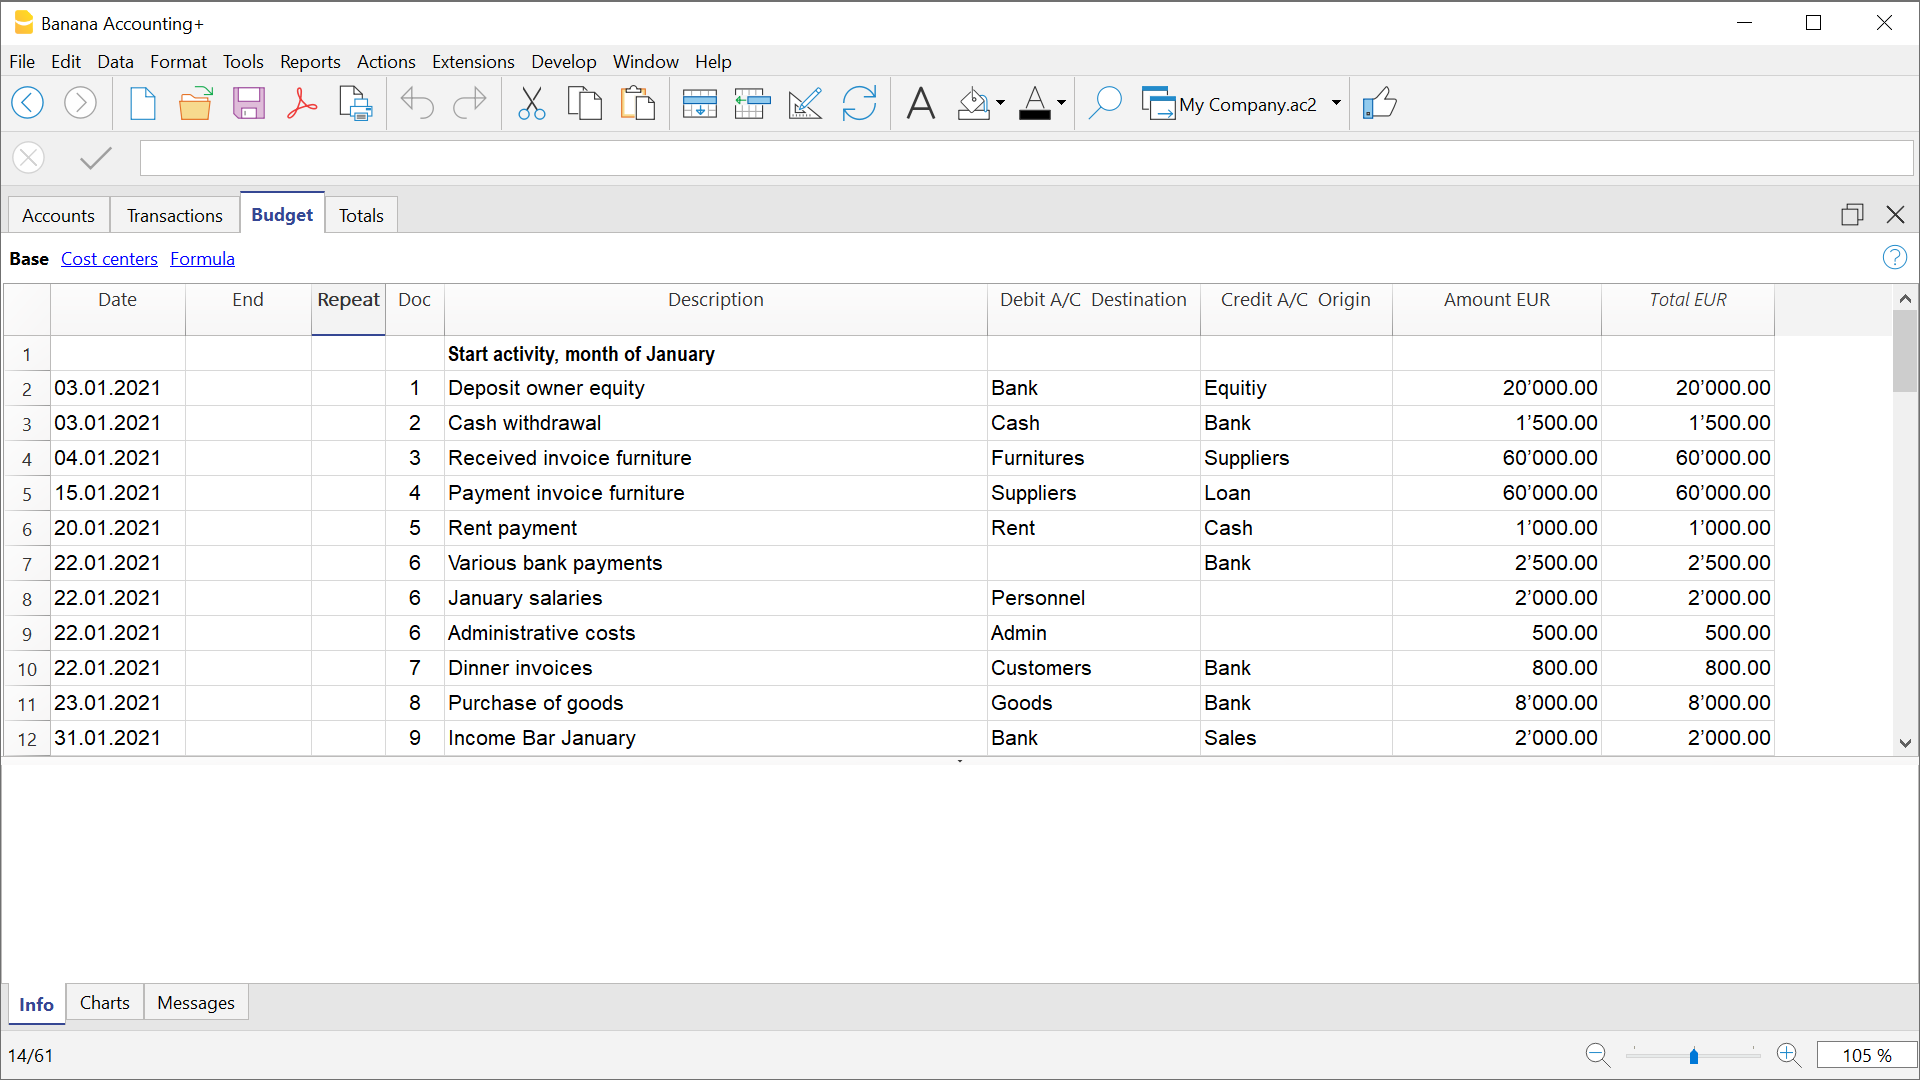 Banana Accounting+
File Edit Data Format Tools Reports Actions Extensions Develop Window Help
My Company.ac2
Accounts Transactions Budget Totals
Base Cost centers Formula
Date End Repeat Doc Description Debit A/C Destination Credit A/C Origin Amount EUR Total EUR
1 Start activity, month of January
2 03.01.2021 1 Deposit owner equity Bank Equitiy 20’000.00 20’000.00
3 03.01.2021 2 Cash withdrawal Cash Bank 1’500.00 1’500.00
4 04.01.2021 3 Received invoice furniture Furnitures Suppliers 60’000.00 60’000.00
5 15.01.2021 4 Payment invoice furniture Suppliers Loan 60’000.00 60’000.00
6 20.01.2021 5 Rent payment Rent Cash 1’000.00 1’000.00
7 22.01.2021 6 Various bank payments Bank 2’500.00 2’500.00
8 22.01.2021 6 January salaries Personnel 2’000.00 2’000.00
9 22.01.2021 6 Administrative costs Admin 500.00 500.00
10 22.01.2021 7 Dinner invoices Customers Bank 800.00 800.00
11 23.01.2021 8 Purchase of goods Goods Bank 8’000.00 8’000.00
12 31.01.2021 9 Income Bar January Bank Sales 2’000.00 2’000.00
Info Charts Messages
14/61 105 %